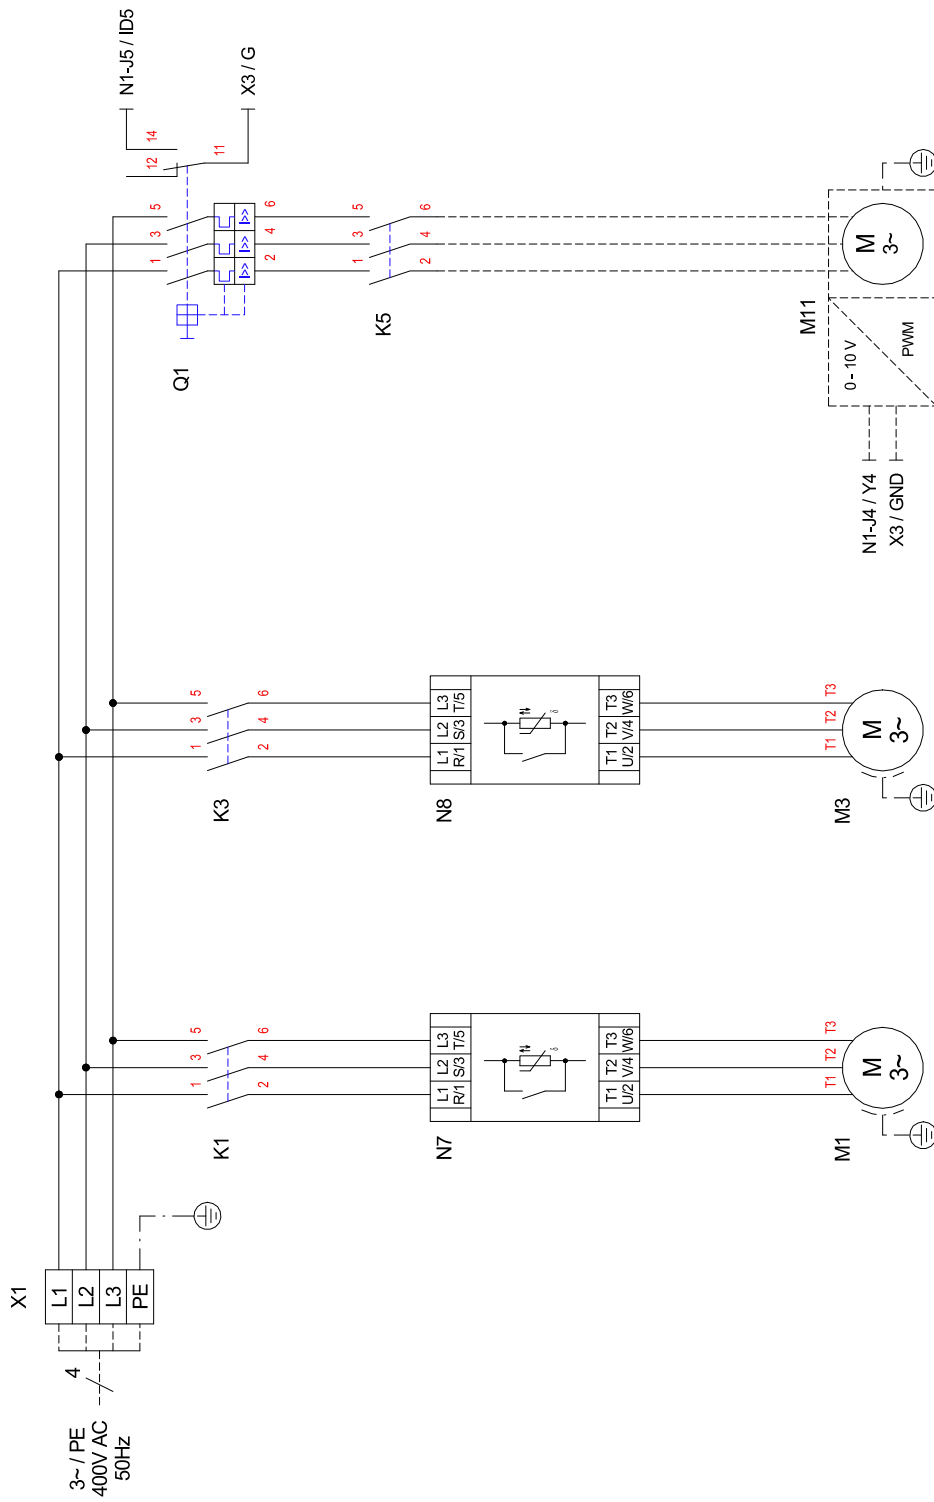 X1
L1
L2
L3
PE
4
3~ / PE
400V AC
50Hz
K1
1 3 5
2 4 6
N7
L1 L2 L3
R/1 S/3 T/5
δ
T1 T2 T3
U/2 V/4 W/6
T1 T2 T3
M1
M
3~
K3
1 3 5
2 4 6
N8
L1 L2 L3
R/1 S/3 T/5
δ
T1 T2 T3
U/2 V/4 W/6
T1 T2 T3
M3
M
3~
Q1
1 3 5
I>> I>> I>>
2 4 6
12 14
11
N1-J5 / ID5
X3 / G
K5
1 3 5
2 4 6
M11
0 - 10 V
PWM
M
3~
N1-J4 / Y4
X3 / GND